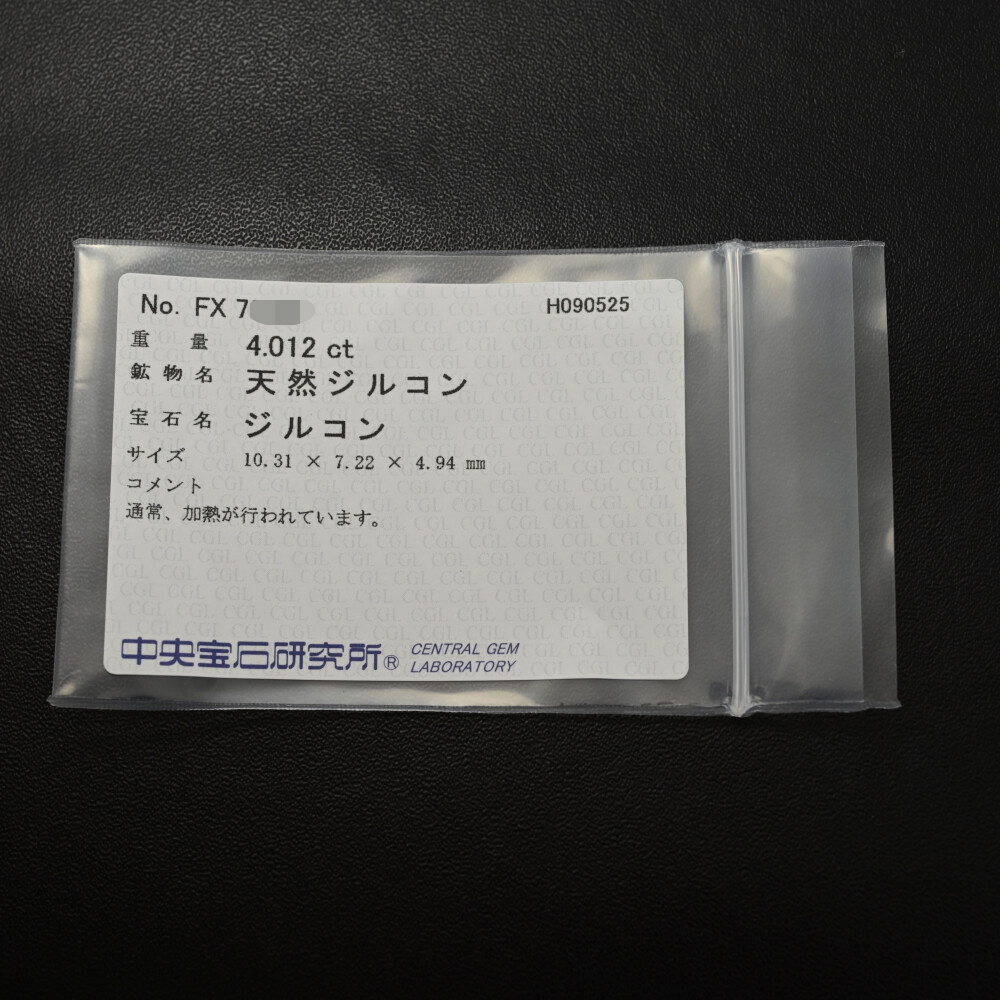 No. FX 7
H090525
重量 4.012 ct
鉱物名 天然ジルコン
宝石名 ジルコン
サイズ 10.31 × 7.22 × 4.94 mm
コメント
通常、加熱が行われています。
中央宝石研究所® CENTRAL GEM LABORATORY